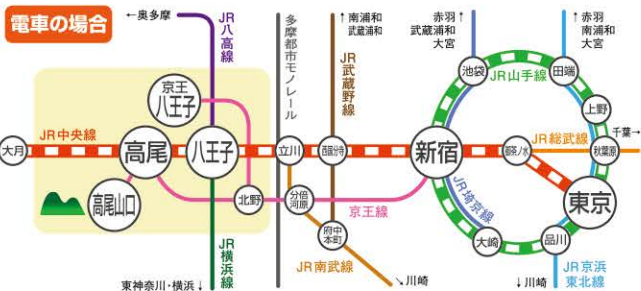 電車の場合
←奥多摩
JR八高線
多摩都市モノレール
↑南浦和
武蔵浦和
JR武蔵野線
赤羽↑
武蔵浦和
大宮
↑赤羽
南浦和
大宮
池袋
JR山手線
田端
上野
京王
八王子
JR中央線
大月
高尾
八王子
立川
西国分寺
新宿
御茶ノ水
JR総武線
千葉→
秋葉原
高尾山口
北野
分倍
河原
京王線
JR埼京線
東京
府中
本町
JR横浜線
JR南武線
大崎
品川
JR京浜
東北線
東神奈川・横浜↓
↘川崎
↓川崎